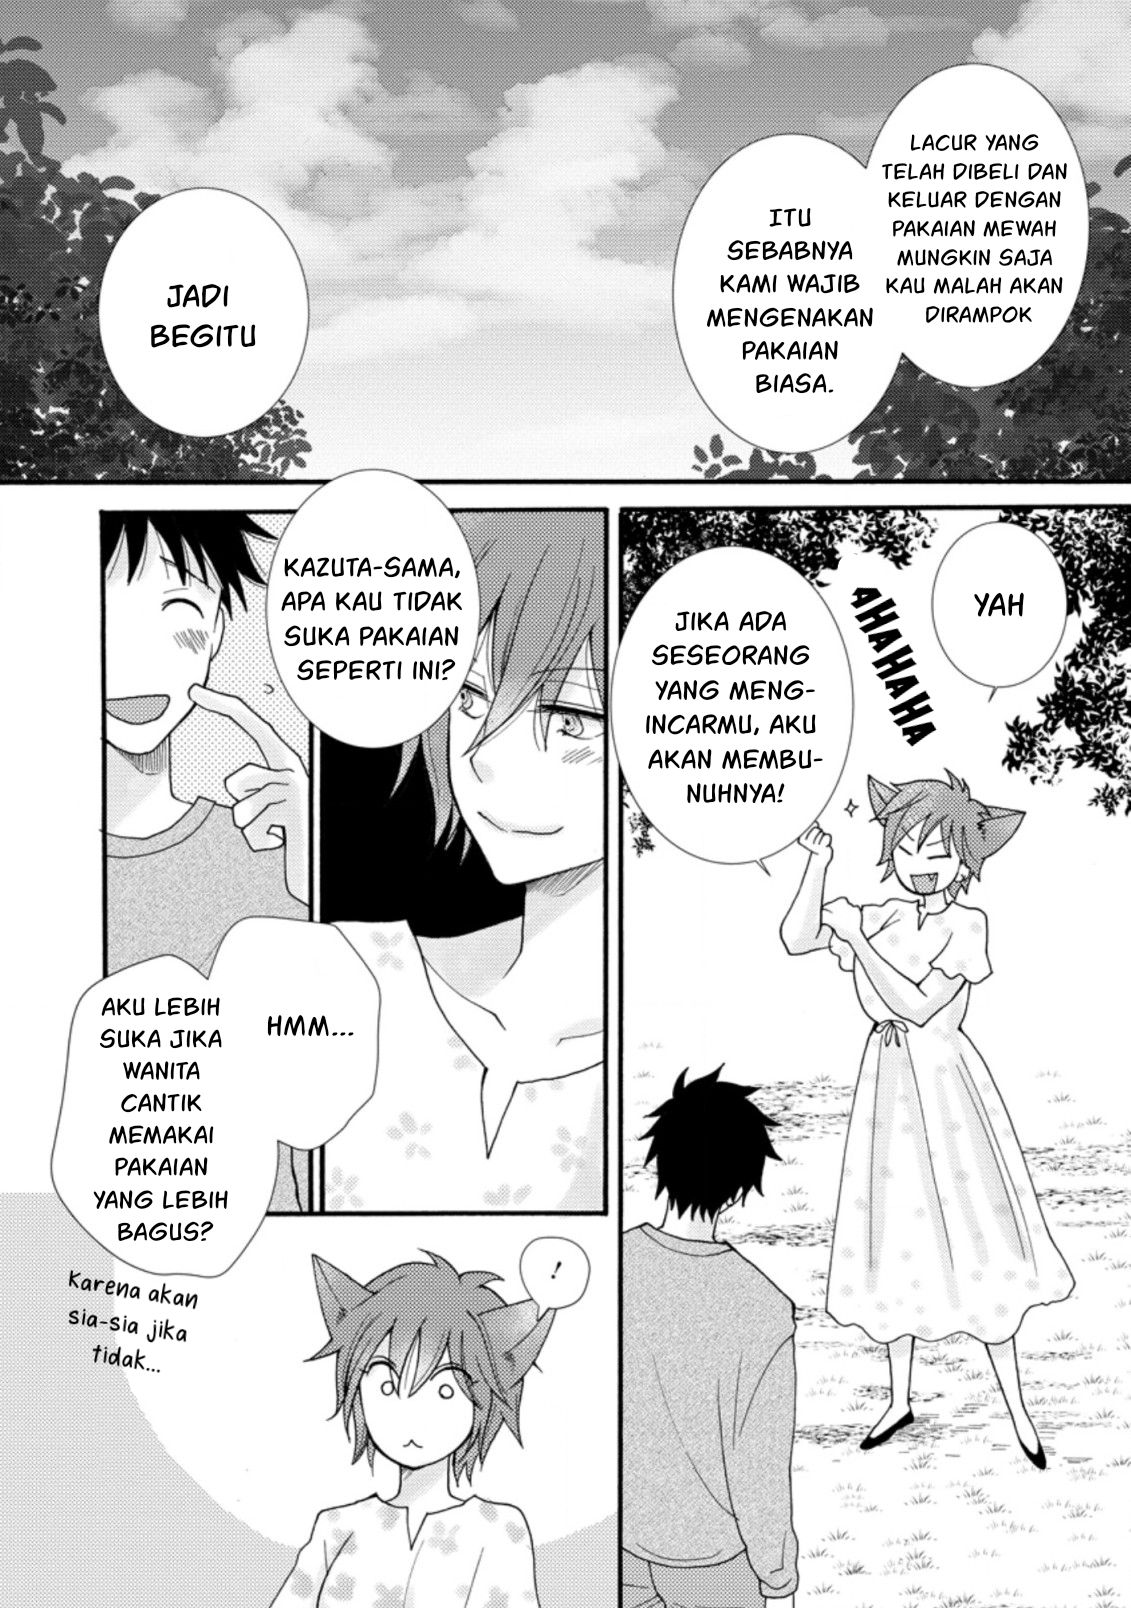 LACUR YANG
TELAH DIBELI DAN
KELUAR DENGAN
PAKAIAN MEWAH
MUNGKIN SAJA
KAU MALAH AKAN
DIRAMPOK
ITU
SEBABNYA
KAMI WAJIB
MENGENAKAN
PAKAIAN
BIASA.
JADI
BEGITU
YAH
AHAHAHA
JIKA ADA
SESEORANG
YANG MENG-
INCARMU, AKU
AKAN MEMBU-
NUHNYA!
KAZUTA-SAMA,
APA KAU TIDAK
SUKA PAKAIAN
SEPERTI INI?
HMM...
AKU LEBIH
SUKA JIKA
WANITA
CANTIK
MEMAKAI
PAKAIAN
YANG LEBIH
BAGUS?
Karena akan
sia-sia jika
tidak...
!